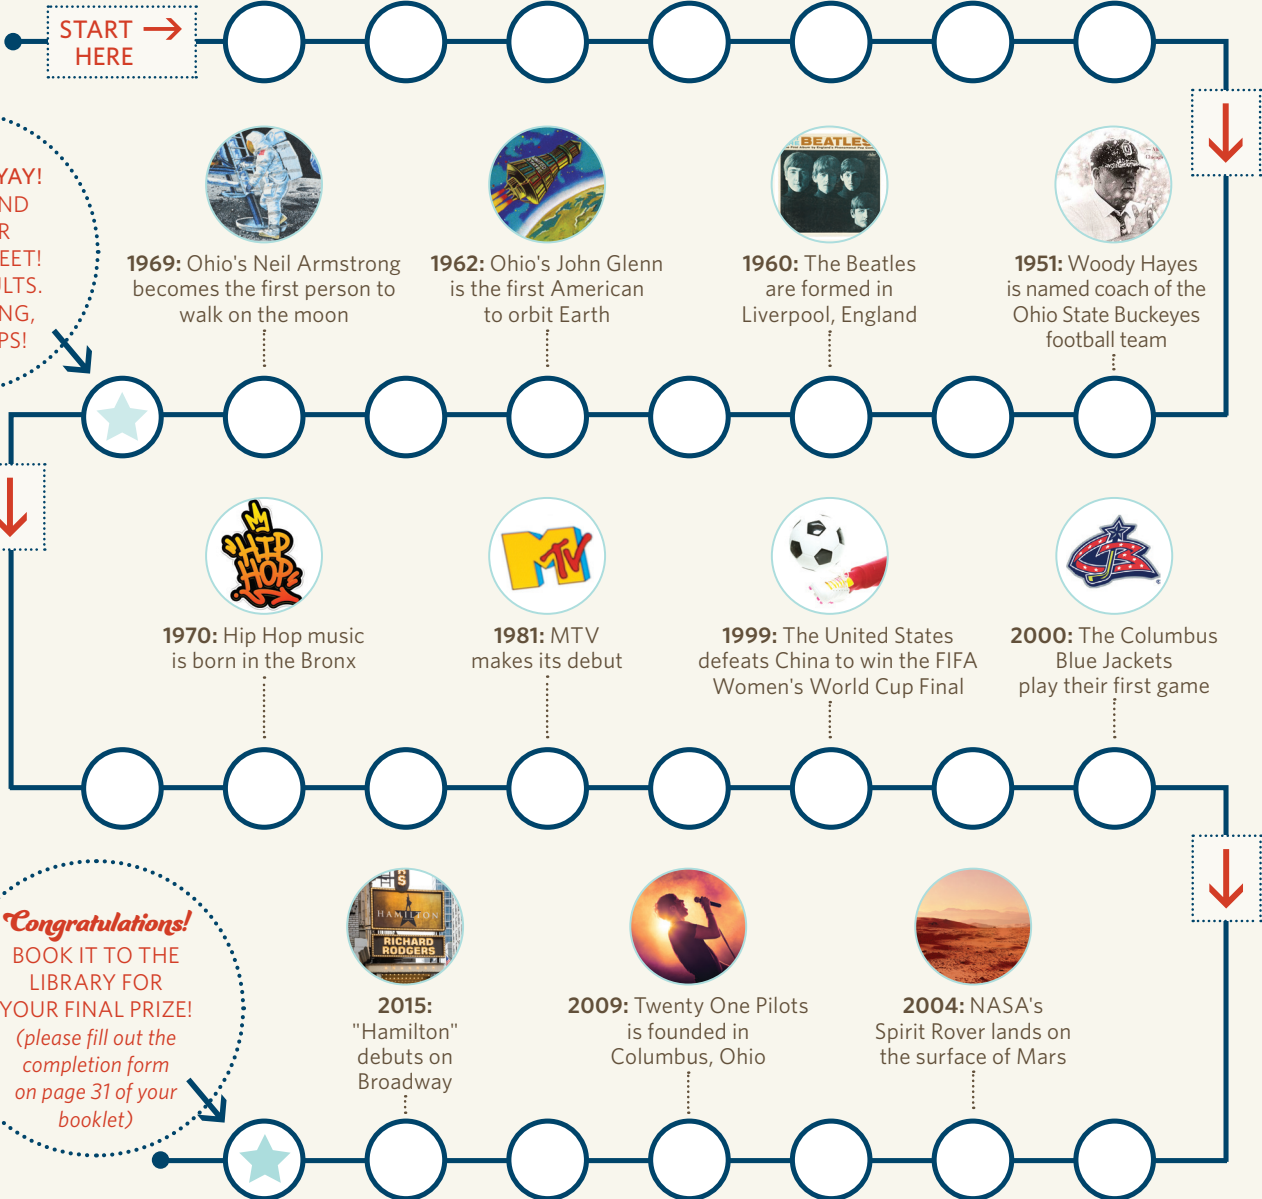 START
HERE
YAY!
1969: Ohio's Neil Armstrong
becomes the first person to
walk on the moon
BEATLES
1962: Ohio's John Glenn
is the first American
to orbit Earth
1960: The Beatles
are formed in
Liverpool, England
1951: Woody Hayes
is named coach of the
Ohio State Buckeyes
football team
HIP
HOP
1970: Hip Hop music
is born in the Bronx
MTV
1981: MTV
makes its debut
1999: The United States
defeats China to win the FIFA
Women's World Cup Final
2000: The Columbus
Blue Jackets
play their first game
Congratulations!
BOOK IT TO THE
LIBRARY FOR
YOUR FINAL PRIZE!
(please fill out the
completion form
on page 31 of your
booklet)
HAMILTON
RICHARD
RODGERS
2015:
"Hamilton"
debuts on
Broadway
2009: Twenty One Pilots
is founded in
Columbus, Ohio
2004: NASA's
Spirit Rover lands on
the surface of Mars